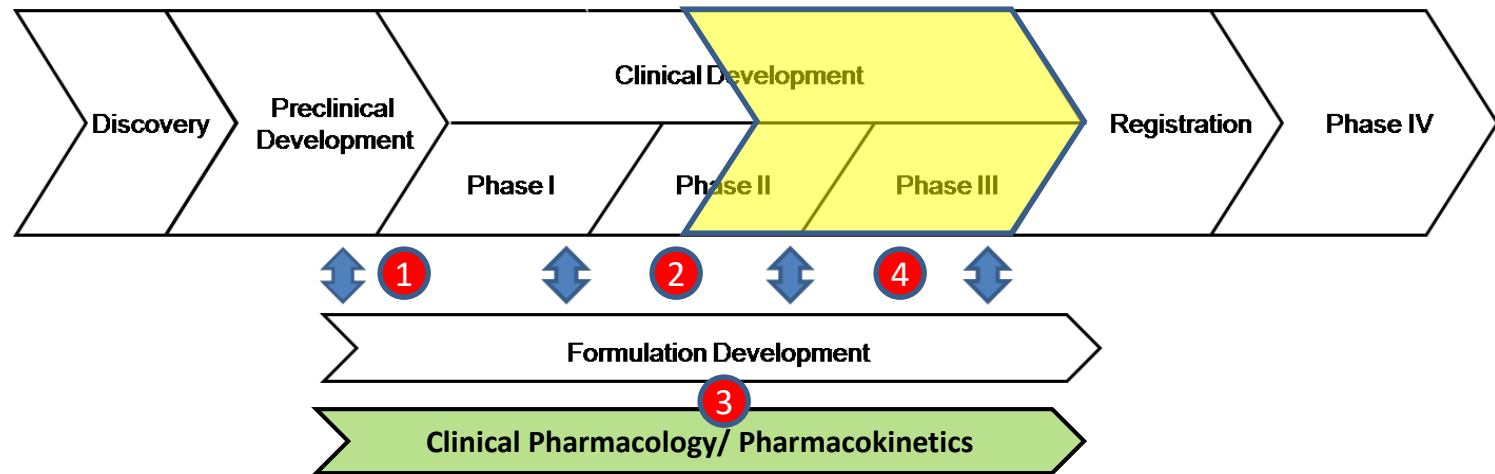 Clinical Development
Discovery
Preclinical
Development
Registration
Phase IV
Phase I
Phase II
Phase III
1
2
4
Formulation Development
3
Clinical Pharmacology/ Pharmacokinetics